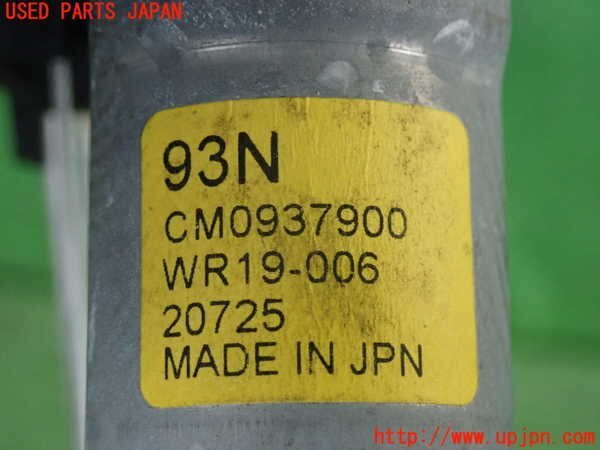 USED PARTS JAPAN
93N
CM0937900
WR19-006
20725
MADE IN JPN
http://www.upjpn.com